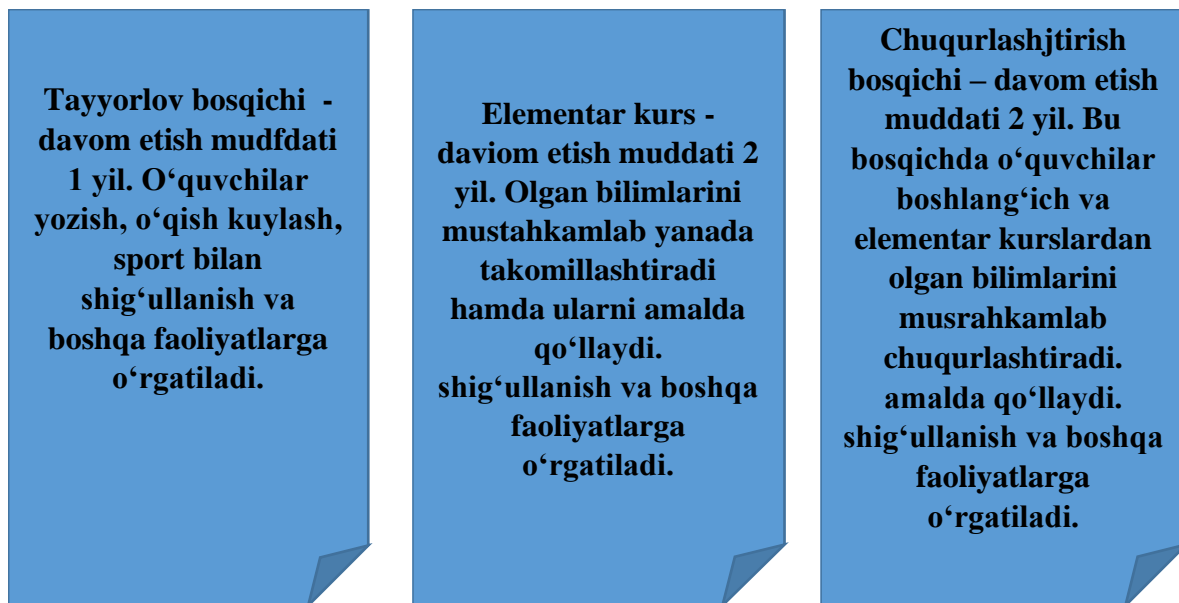 Tayyorlov bosqichi -
davom etish mudfdati
1 yil. O‘quvchilar
yozish, o‘qish kuylash,
sport bilan
shig‘ullanish va
boshqa faoliyatlarga
o‘rgatiladi.
Elementar kurs -
daviom etish muddati 2
yil. Olgan bilimlarini
mustahkamlab yanada
takomillashtiradi
hamda ularni amalda
qo‘llaydi.
shig‘ullanish va boshqa
faoliyatlarga
o‘rgatiladi.
Chuqurlashjtirish
bosqichi – davom etish
muddati 2 yil. Bu
bosqichda o‘quvchilar
boshlang‘ich va
elementar kurslardan
olgan bilimlarini
musrahkamlab
chuqurlashtiradi.
amalda qo‘llaydi.
shig‘ullanish va boshqa
faoliyatlarga
o‘rgatiladi.